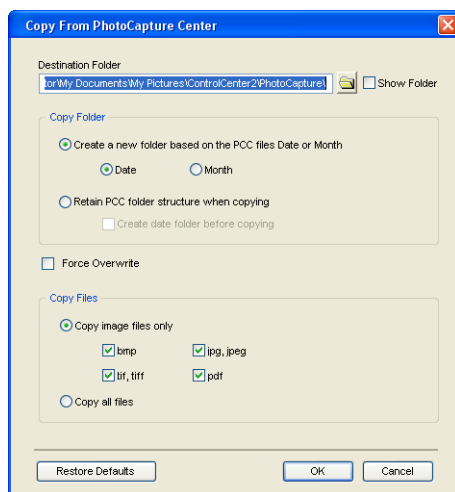 Copy From PhotoCapture Center
Destination Folder
tor\My Documents\My Pictures\ControlCenter2\PhotoCapture\
Show Folder
Copy Folder
Create a new folder based on the PCC files Date or Month
Date Month
Retain PCC folder structure when copying
Create date folder before copying
Force Overwrite
Copy Files
Copy image files only
bmp jpg, jpeg
tif, tiff pdf
Copy all files
Restore Defaults OK Cancel